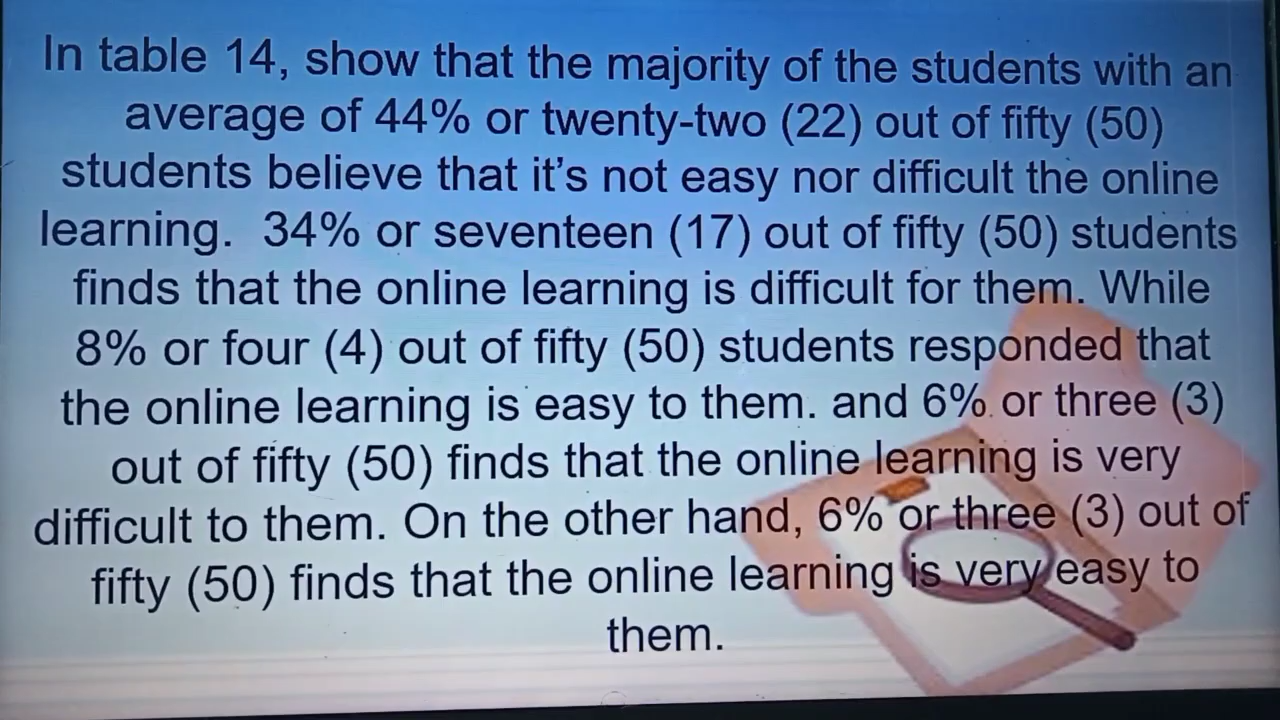 In table 14, show that the majority of the students with an
average of 44% or twenty-two (22) out of fifty (50)
students believe that it's not easy nor difficult the online
learning.  34% or seventeen (17) out of fifty (50) students
finds that the online learning is difficult for them. While
8% or four (4) out of fifty (50) students responded that
the online learning is easy to them. and 6% or three (3)
out of fifty (50) finds that the online learning is very
difficult to them. On the other hand, 6% or three (3) out of
fifty (50) finds that the online learning is very easy to
them.